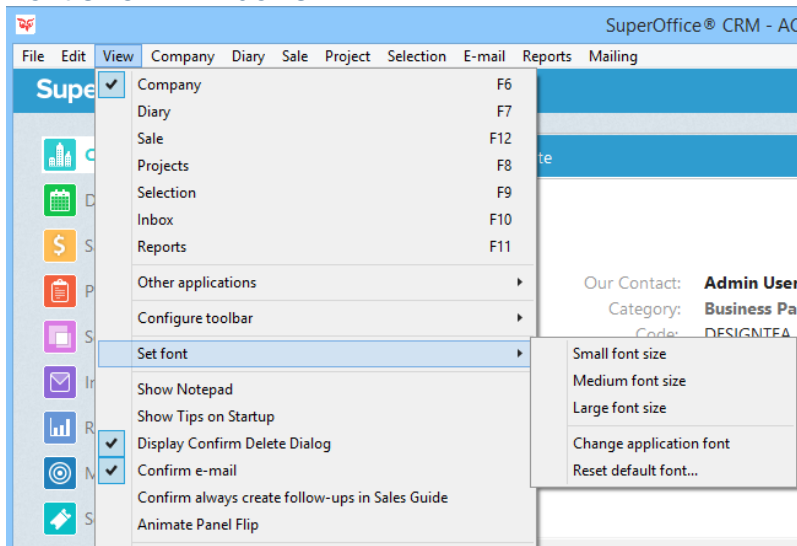 SuperOffice® CRM - AC
File Edit View Company Diary Sale Project Selection E-mail Reports Mailing
Supe
Company F6
Diary F7
Sale F12
Projects F8
Selection F9
Inbox F10
Reports F11
Other applications
Configure toolbar
Set font
Show Notepad
Show Tips on Startup
Display Confirm Delete Dialog
Confirm e-mail
Confirm always create follow-ups in Sales Guide
Animate Panel Flip
Small font size
Medium font size
Large font size
Change application font
Reset default font...
te
Our Contact: Admin User
Category: Business Pa
Code: DESIGNTEA